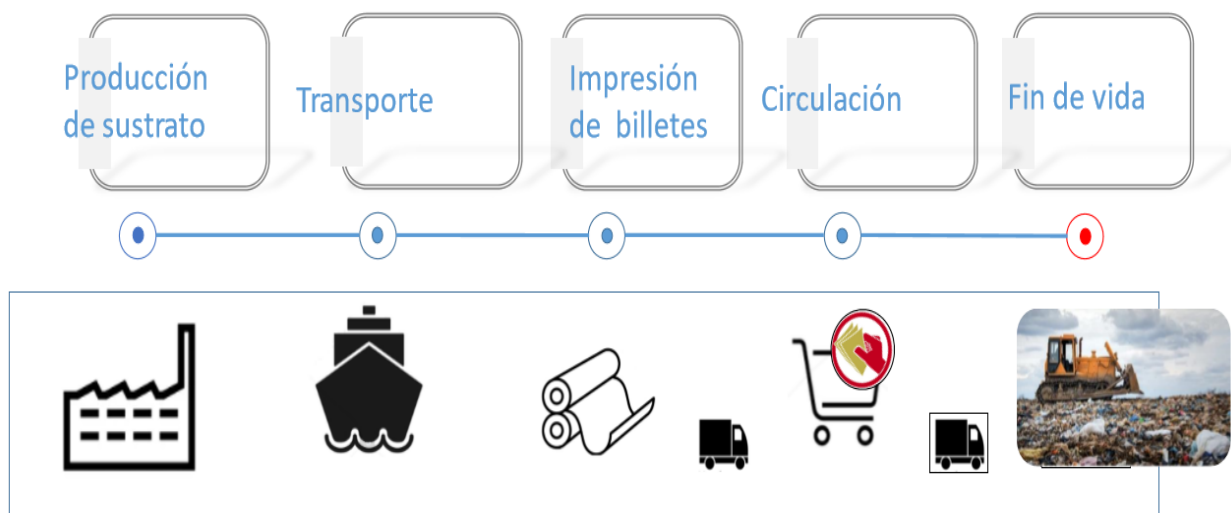 Producción
de sustrato
Transporte
Impresión
de billetes
Circulación
Fin de vida